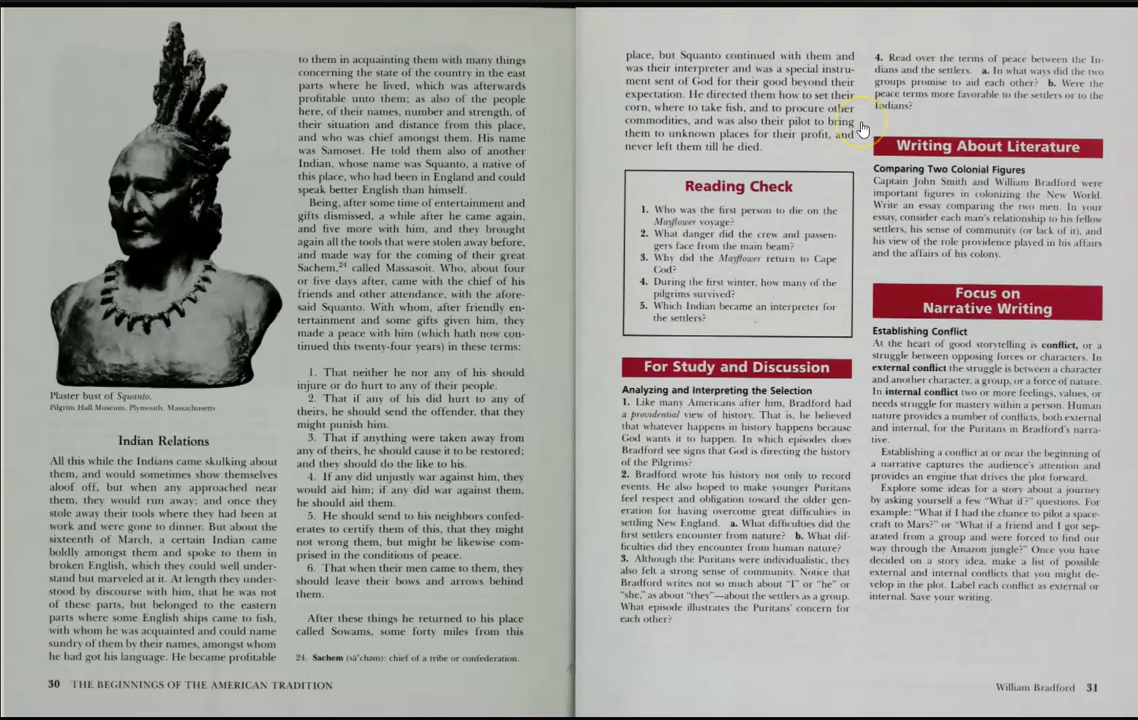 Plaster bust of Squanto.
Pilgrim Hall Museum, Plymouth, Massachusetts
Indian Relations
All this while the Indians came skulking about
them, and would sometimes show themselves
aloof off, but when any approached near
them, they would run away; and once they
stole away their tools where they had been at
work and were gone to dinner. But about the
sixteenth of March, a certain Indian came
boldly amongst them and spoke to them in
broken English, which they could well under-
stand but marveled at it. At length they under-
stood by discourse with him, that he was not
of these parts, but belonged to the eastern
parts where some English ships came to fish,
with whom he was acquainted and could name
sundry of them by their names, amongst whom
he had got his language. He became profitable
to them in acquainting them with many things
concerning the state of the country in the east
parts where he lived, which was afterwards
profitable unto them; as also of the people
here, of their names, number and strength, of
their situation and distance from this place,
and who was chief amongst them. His name
was Samoset. He told them also of another
Indian, whose name was Squanto, a native of
this place, who had been in England and could
speak better English than himself.
Being, after some time of entertainment and
gifts dismissed, a while after he came again,
and five more with him, and they brought
again all the tools that were stolen away before,
and made way for the coming of their great
Sachem,24 called Massasoit. Who, about four
or five days after, came with the chief of his
friends and other attendance, with the afore-
said Squanto. With whom, after friendly en-
tertainment and some gifts given him, they
made a peace with him (which hath now con-
tinued this twenty-four years) in these terms:
1. That neither he nor any of his should
injure or do hurt to any of their people.
2. That if any of his did hurt to any of
theirs, he should send the offender, that they
might punish him.
3. That if anything were taken away from
any of theirs, he should cause it to be restored;
and they should do the like to his.
4. If any did unjustly war against him, they
would aid him; if any did war against them,
he should aid them.
5. He should send to his neighbors confed-
erates to certify them of this, that they might
not wrong them, but might be likewise com-
prised in the conditions of peace.
6. That when their men came to them, they
should leave their bows and arrows behind
them.
After these things he returned to his place
called Sowams, some forty miles from this
24. Sachem (sā′chəm): chief of a tribe or confederation.
30 THE BEGINNINGS OF THE AMERICAN TRADITION
place, but Squanto continued with them and
was their interpreter and was a special instru-
ment sent of God for their good beyond their
expectation. He directed them how to set their
corn, where to take fish, and to procure other
commodities, and was also their pilot to bring
them to unknown places for their profit, and
never left them till he died.
Reading Check
1. Who was the first person to die on the
Mayflower voyage?
2. What danger did the crew and passen-
gers face from the main beam?
3. Why did the Mayflower return to Cape
Cod?
4. During the first winter, how many of the
pilgrims survived?
5. Which Indian became an interpreter for
the settlers?
For Study and Discussion
Analyzing and Interpreting the Selection
1. Like many Americans after him, Bradford had
a providential view of history. That is, he believed
that whatever happens in history happens because
God wants it to happen. In which episodes does
Bradford see signs that God is directing the history
of the Pilgrims?
2. Bradford wrote his history not only to record
events. He also hoped to make younger Puritans
feel respect and obligation toward the older gen-
eration for having overcome great difficulties in
settling New England. a. What difficulties did the
first settlers encounter from nature? b. What dif-
ficulties did they encounter from human nature?
3. Although the Puritans were individualistic, they
also felt a strong sense of community. Notice that
Bradford writes not so much about "I" or "he" or
"she," as about "they"—about the settlers as a group.
What episode illustrates the Puritans' concern for
each other?
4. Read over the terms of peace between the In-
dians and the settlers. a. In what ways did the two
groups promise to aid each other? b. Were the
peace terms more favorable to the settlers or to the
Indians?
Writing About Literature
Comparing Two Colonial Figures
Captain John Smith and William Bradford were
important figures in colonizing the New World.
Write an essay comparing the two men. In your
essay, consider each man's relationship to his fellow
settlers, his sense of community (or lack of it), and
his view of the role providence played in his affairs
and the affairs of his colony.
Focus on
Narrative Writing
Establishing Conflict
At the heart of good storytelling is conflict, or a
struggle between opposing forces or characters. In
external conflict the struggle is between a character
and another character, a group, or a force of nature.
In internal conflict two or more feelings, values, or
needs struggle for mastery within a person. Human
nature provides a number of conflicts, both external
and internal, for the Puritans in Bradford's narra-
tive.
Establishing a conflict at or near the beginning of
a narrative captures the audience's attention and
provides an engine that drives the plot forward.
Explore some ideas for a story about a journey
by asking yourself a few "What if?" questions. For
example: "What if I had the chance to pilot a space-
craft to Mars?" or "What if a friend and I got sep-
arated from a group and were forced to find our
way through the Amazon jungle?" Once you have
decided on a story idea, make a list of possible
external and internal conflicts that you might de-
velop in the plot. Label each conflict as external or
internal. Save your writing.
William Bradford 31